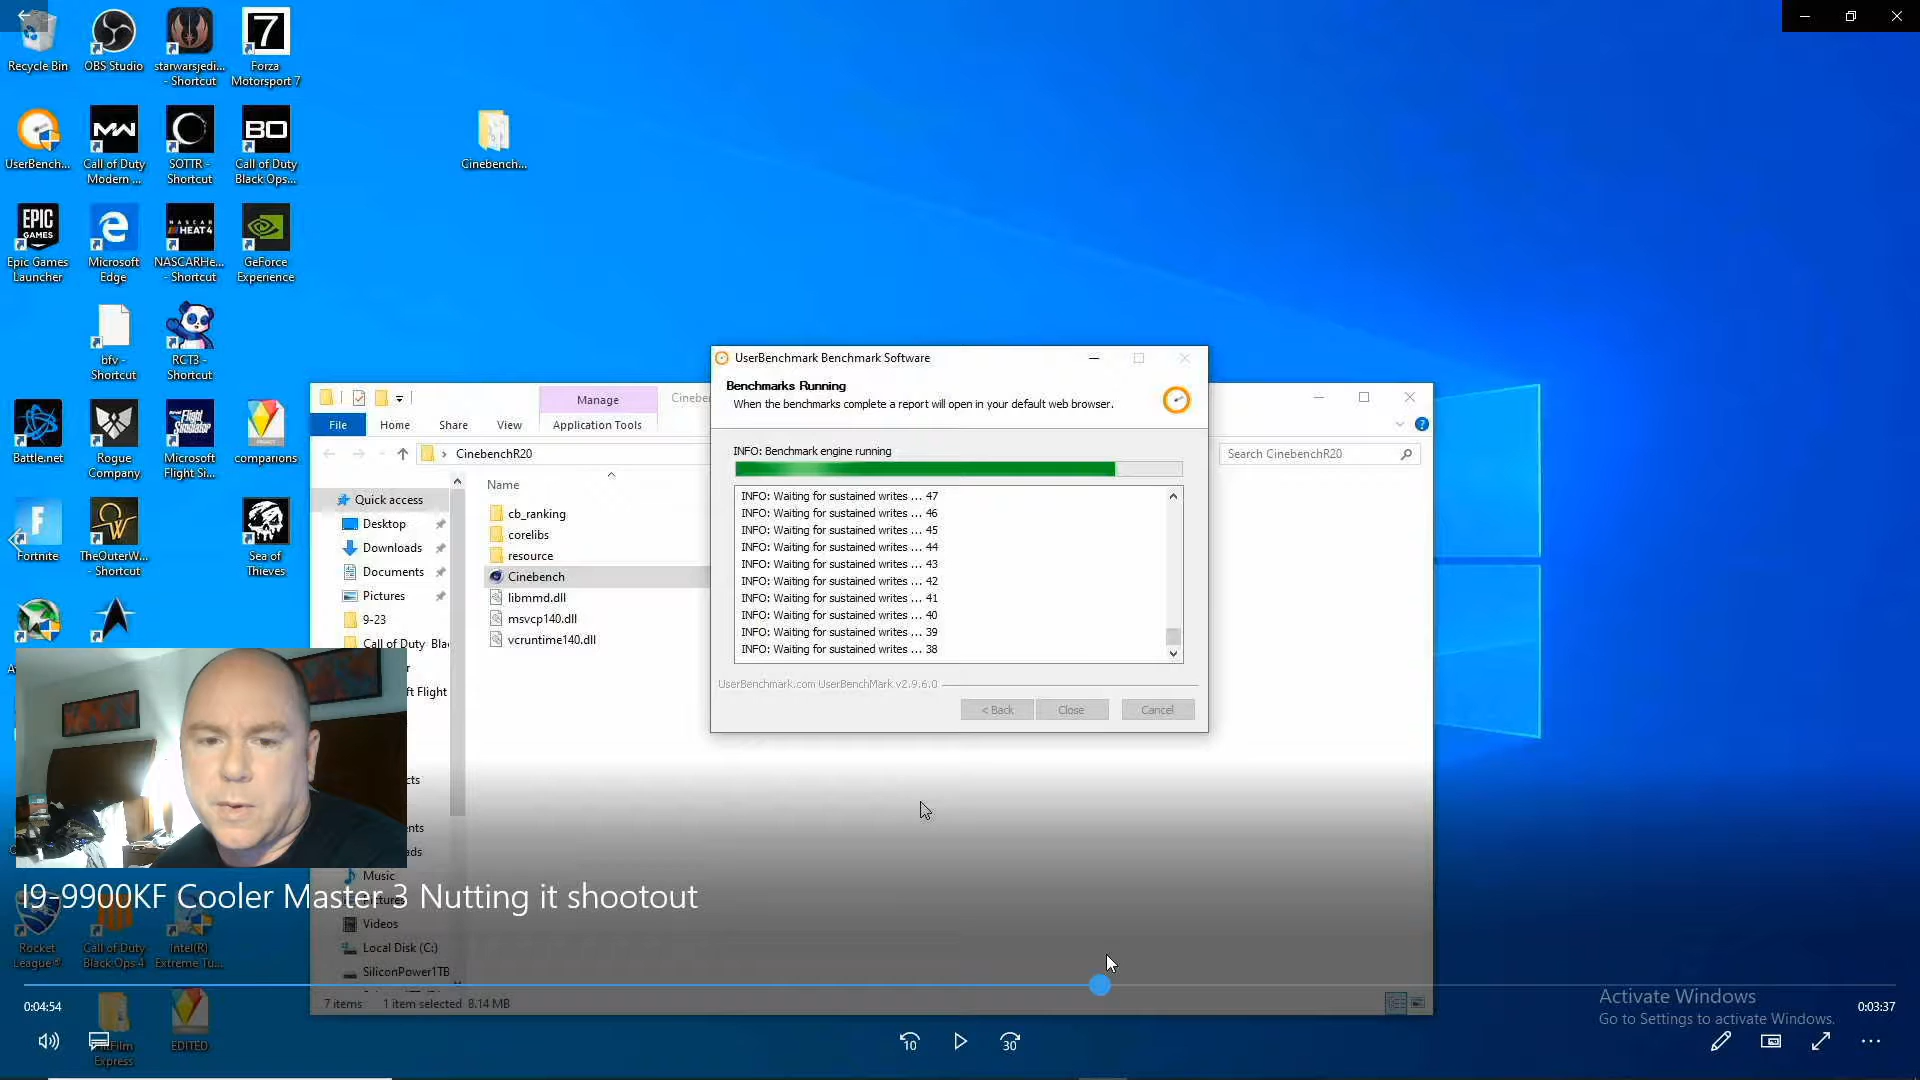 Recycle Bin
OBS Studio
starwarsjedi...
- Shortcut
7
Forza
Motorsport 7
UserBench...
Call of Duty
Modern ...
SOTTR -
Shortcut
BO
Call of Duty
Black Ops...
Cinebench...
EPIC
GAMES
Epic Games
Launcher
Microsoft
Edge
NASCAR
HEAT4
NASCARHe...
- Shortcut
GeForce
Experience
bfv -
Shortcut
RCT3 -
Shortcut
Battle.net
Rogue
Company
Microsoft
Flight Si...
comparions
Fortnite
TheOuterW...
- Shortcut
Sea of
Thieves
Manage
Cineber
File
Home
Share
View
Application Tools
CinebenchR20
Search CinebenchR20
Name
Quick access
Desktop
Downloads
Documents
Pictures
9-23
Call of Duty Bla
ft Flight
cts
ents
ads
Music
Pictures
Videos
Local Disk (C:)
SiliconPower1TB
cb_ranking
corelibs
resource
Cinebench
libmmd.dll
msvcp140.dll
vcruntime140.dll
7 items
1 item selected 8.14 MB
UserBenchmark Benchmark Software
Benchmarks Running
When the benchmarks complete a report will open in your default web browser.
INFO: Benchmark engine running
INFO: Waiting for sustained writes ... 47
INFO: Waiting for sustained writes ... 46
INFO: Waiting for sustained writes ... 45
INFO: Waiting for sustained writes ... 44
INFO: Waiting for sustained writes ... 43
INFO: Waiting for sustained writes ... 42
INFO: Waiting for sustained writes ... 41
INFO: Waiting for sustained writes ... 40
INFO: Waiting for sustained writes ... 39
INFO: Waiting for sustained writes ... 38
UserBenchmark.com UserBenchMark v2.9.6.0
< Back
Close
Cancel
I9-9900KF Cooler Master 3 Nutting it shootout
Rocket
League®
Call of Duty
Black Ops 4
Intel(R)
Extreme Tu...
0:04:54
0:03:37
Express
EDITED
10
30
Activate Windows
Go to Settings to activate Windows.